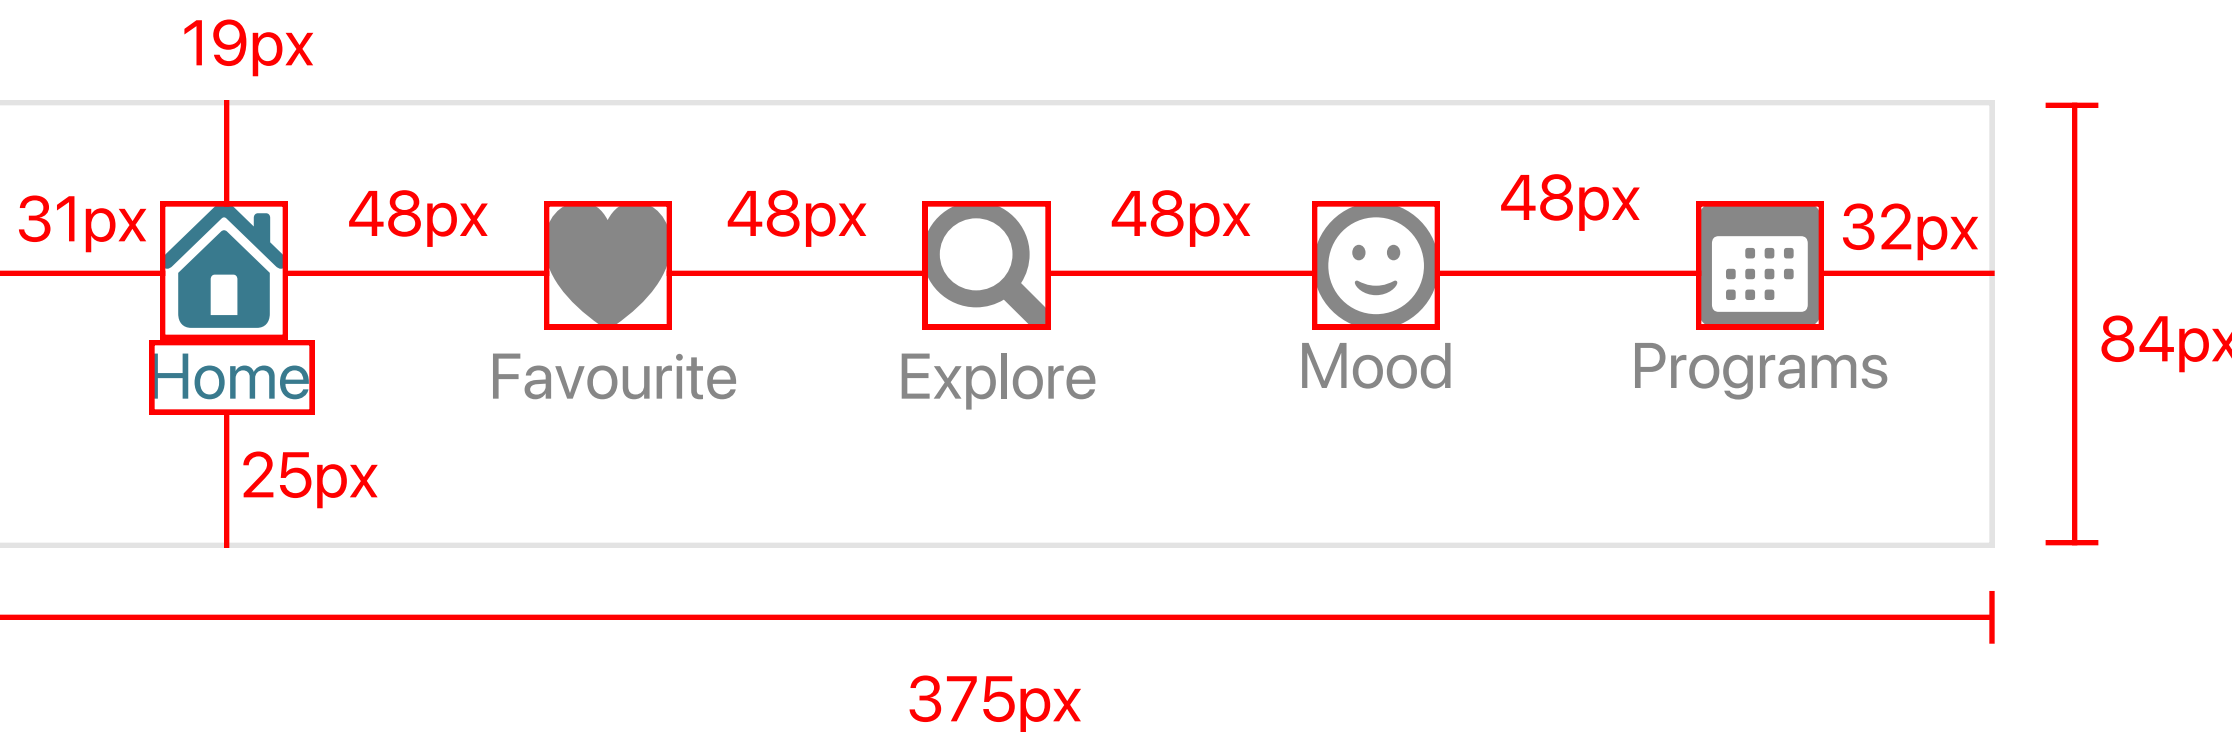 19px
31px 48px 48px 48px 48px 32px
Home Favourite Explore Mood Programs
84px
25px
375px